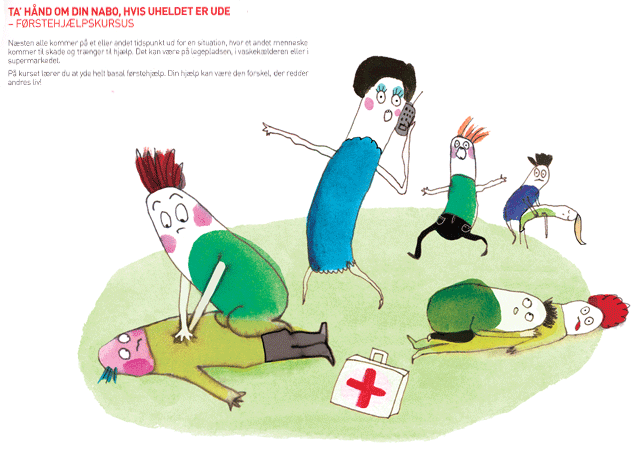 TA' HÅND OM DIN NABO, HVIS UHELDET ER UDE
– FØRSTEHJÆLPSKURSUS
Næsten alle kommer på et eller andet tidspunkt ud for en situation, hvor et andet menneske
kommer til skade og trænger til hjælp. Det kan være på legepladsen, i vaskekælderen eller i
supermarkedet.
På kurset lærer du at yde helt basal førstehjælp. Din hjælp kan være den forskel, der redder
andres liv!